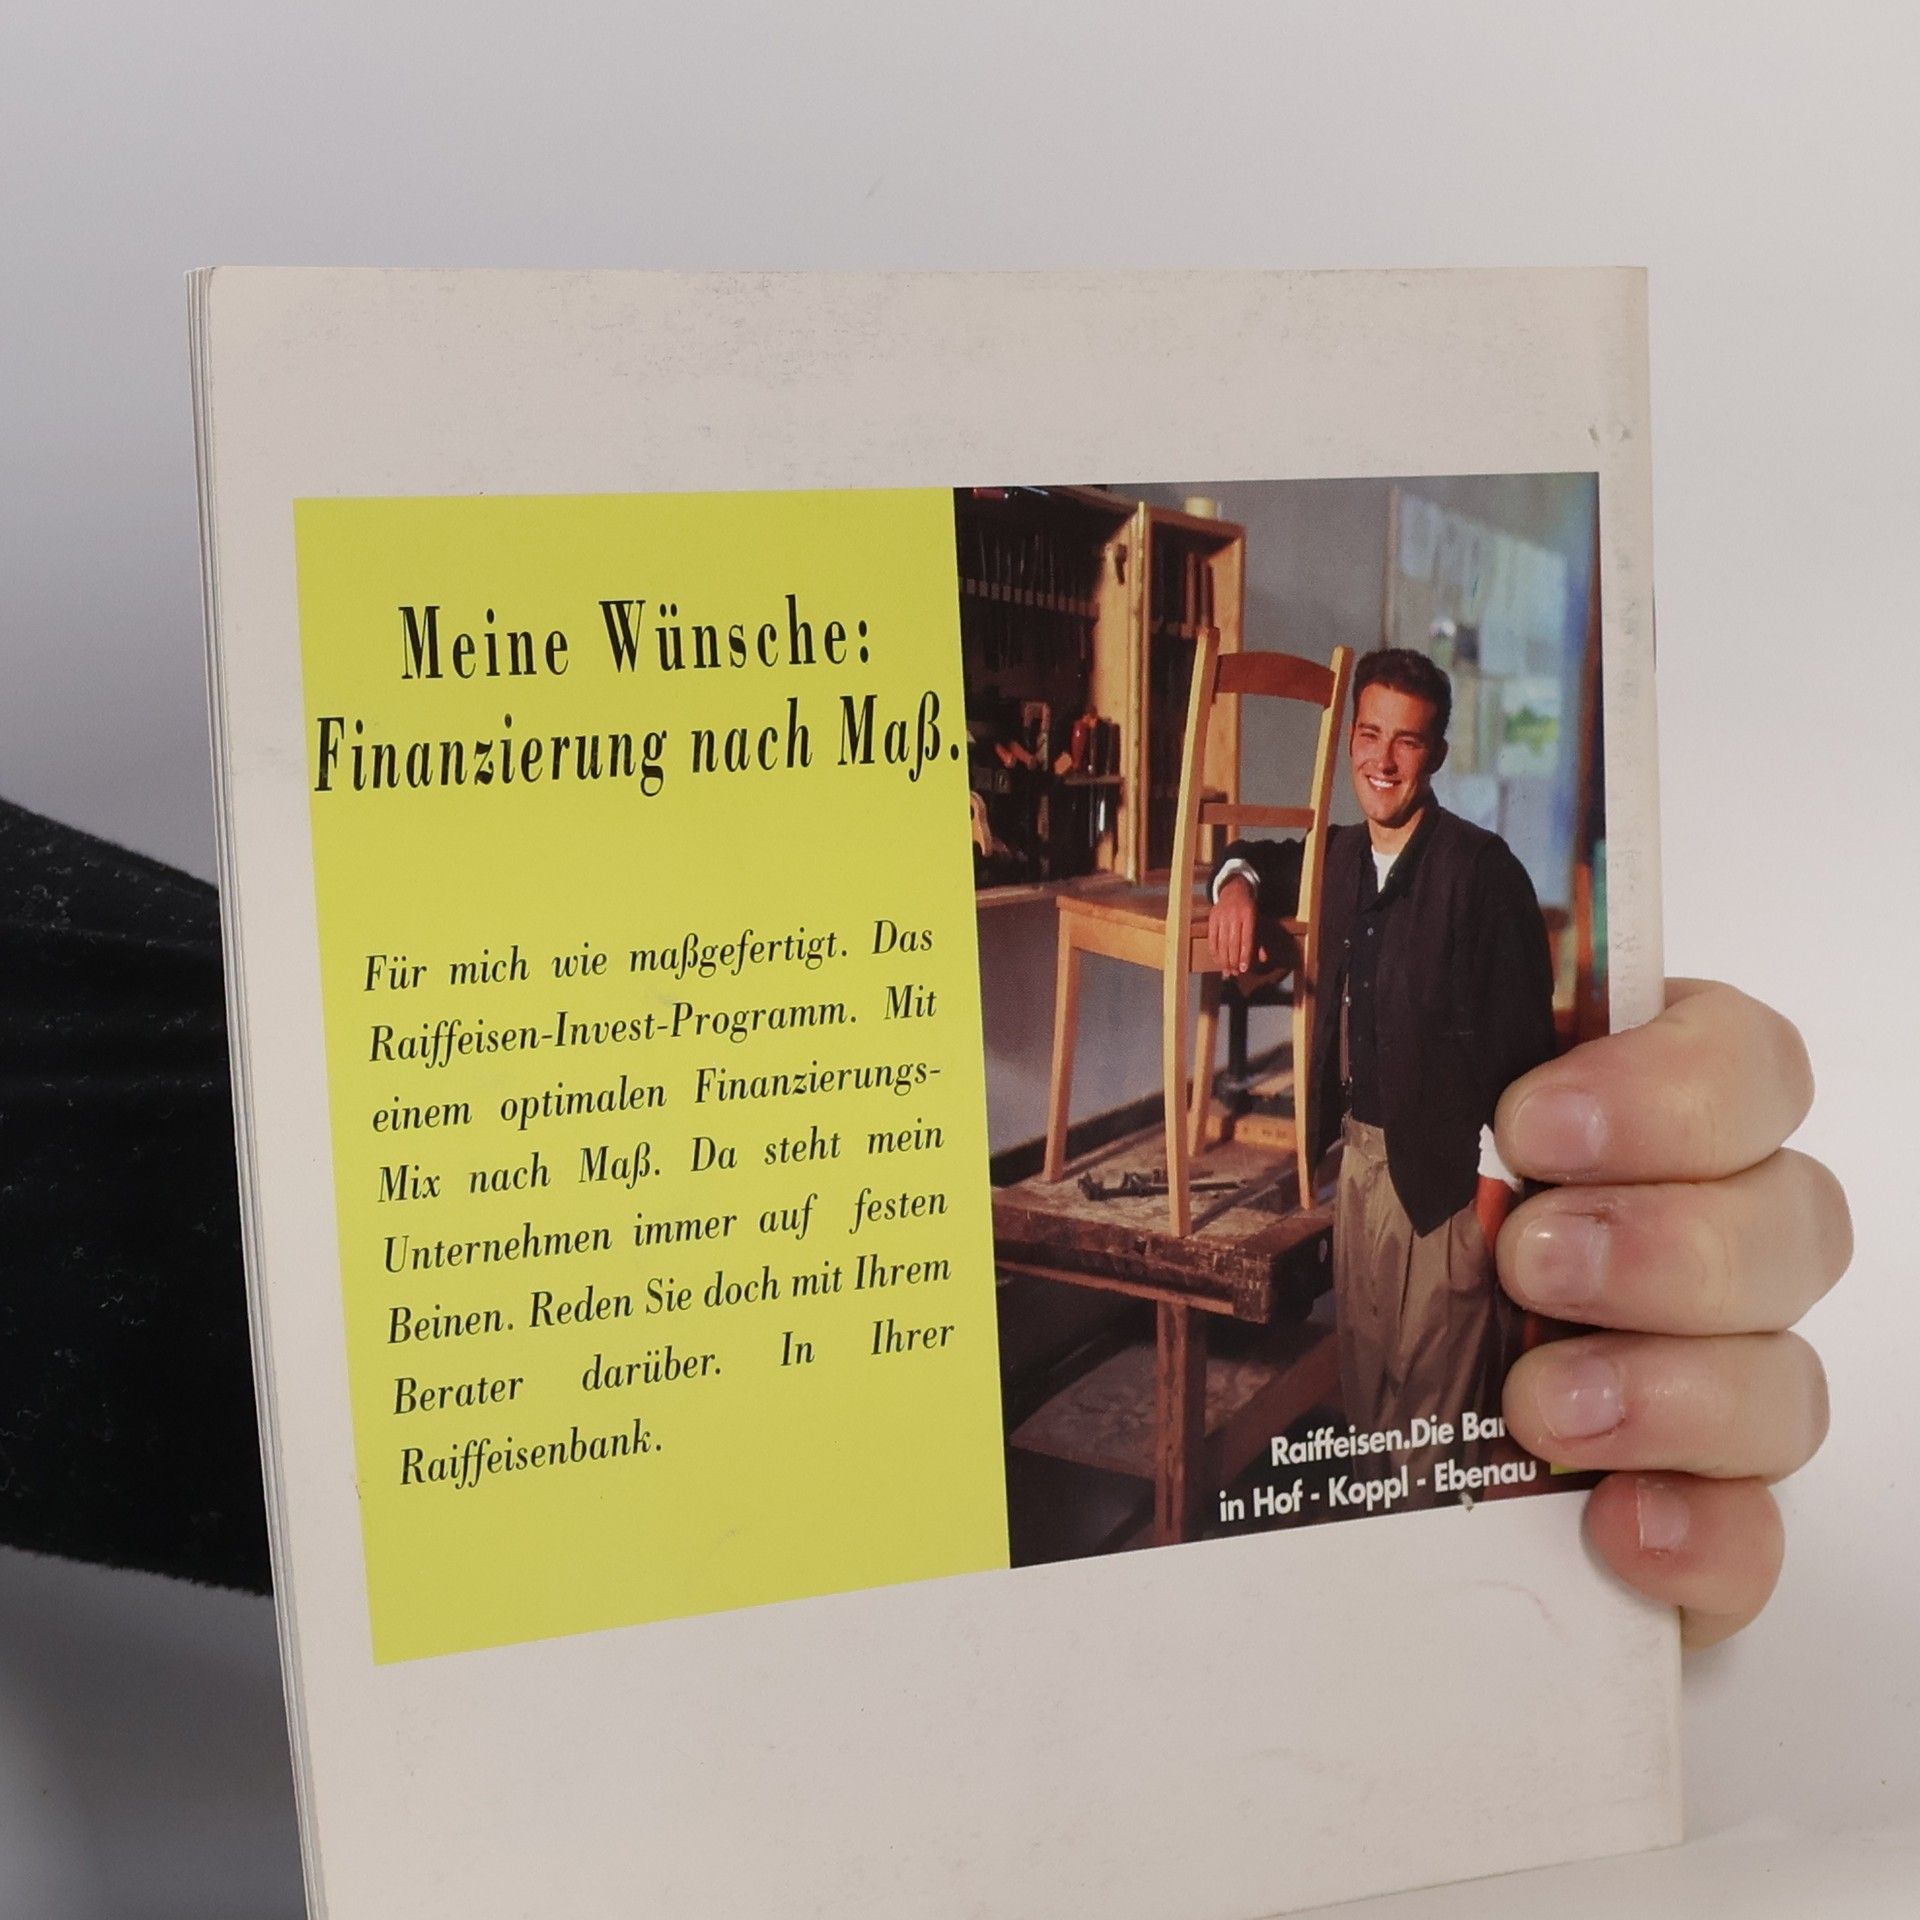 Meine Wünsche:
Finanzierung nach Maß.
Für mich wie maßgefertigt. Das
Raiffeisen-Invest-Programm. Mit
einem optimalen Finanzierungs-
Mix nach Maß. Da steht mein
Unternehmen immer auf festen
Beinen. Reden Sie doch mit Ihrem
Berater darüber. In Ihrer
Raiffeisenbank.
Raiffeisen.Die
in Hof - Koppl - Ebenau